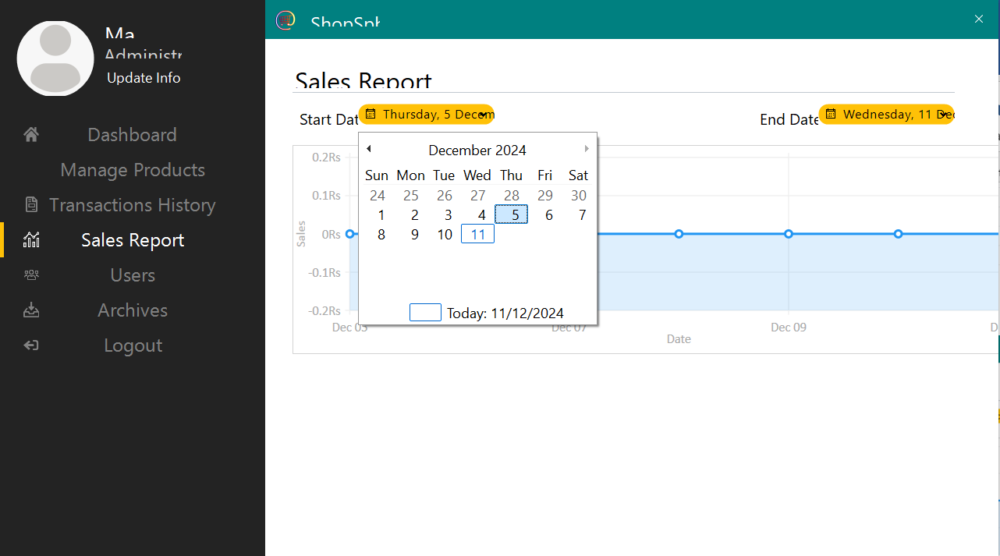 Ma
Administr
Update Info
Dashboard
Manage Products
Transactions History
Sales Report
Users
Archives
Logout
ShopSph
Sales Report
Start Dat
Thursday, 5 Decem
End Date
Wednesday, 11 Dec
December 2024
Sun Mon Tue Wed Thu Fri Sat
24 25 26 27 28 29 30
1 2 3 4 5 6 7
8 9 10 11
Today: 11/12/2024
0.2Rs
0.1Rs
0Rs
-0.1Rs
-0.2Rs
Sales
Dec 05
Dec 07
Dec 09
D
Date